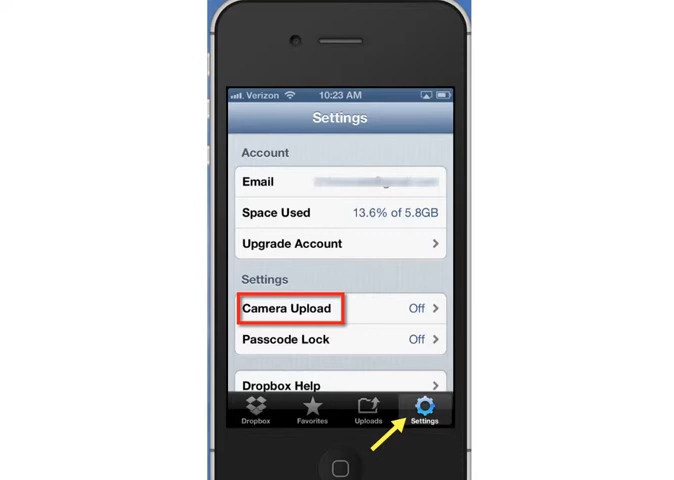 Verizon 10:23 AM
Settings
Account
Email
Space Used 13.6% of 5.8GB
Upgrade Account
Settings
Camera Upload Off
Passcode Lock Off
Dropbox Help
Dropbox Favorites Uploads Settings